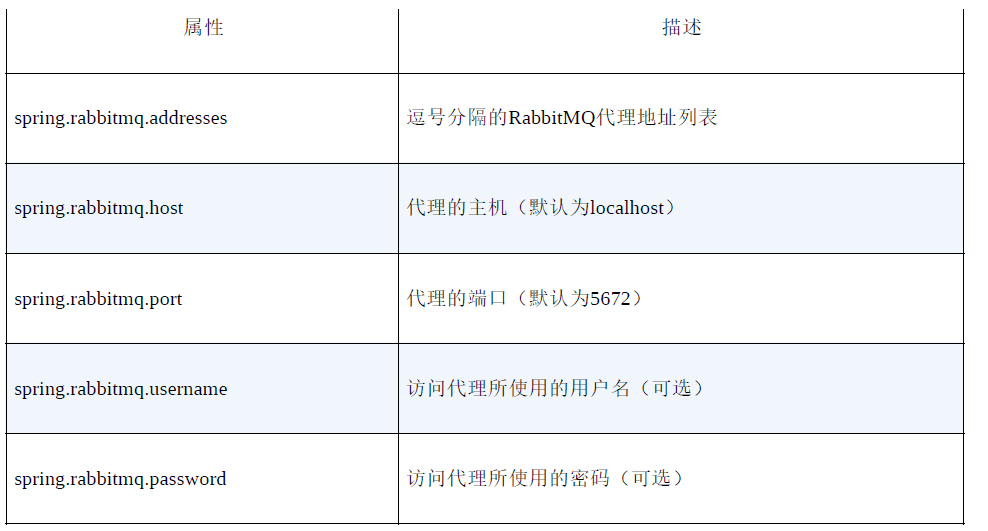 属性 描述
spring.rabbitmq.addresses 逗号分隔的RabbitMQ代理地址列表
spring.rabbitmq.host 代理的主机（默认为localhost）
spring.rabbitmq.port 代理的端口（默认为5672）
spring.rabbitmq.username 访问代理所使用的用户名（可选）
spring.rabbitmq.password 访问代理所使用的密码（可选）